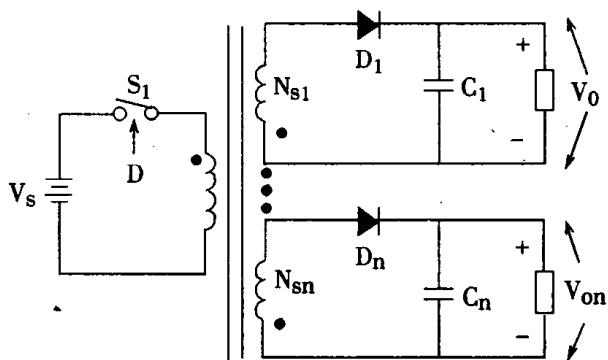 D₁
+
S₁
Nₛ₁
C₁
V₀
D
−
Vₛ
Dₙ
+
Nₛₙ
Cₙ
Vₒₙ
−